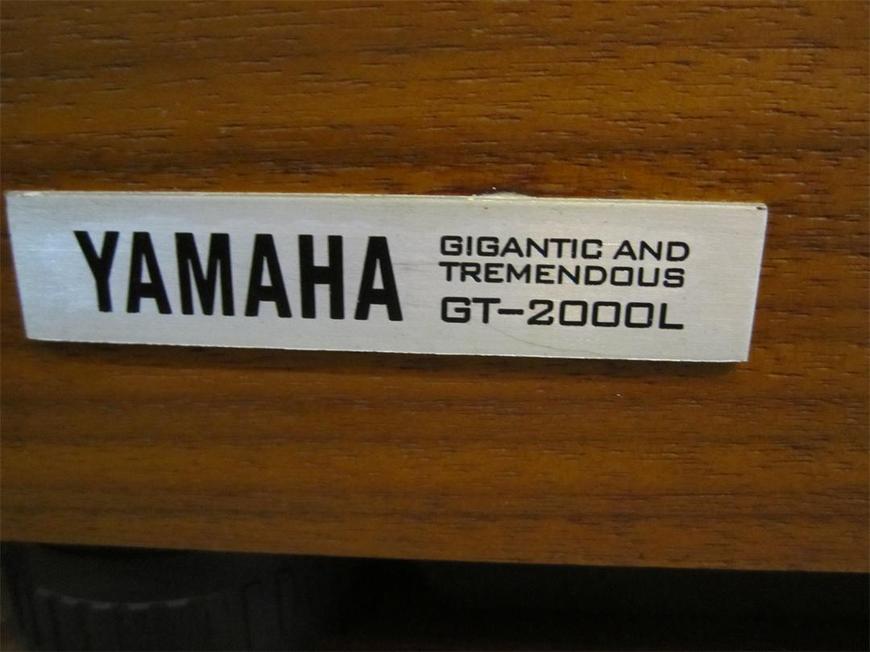 YAMAHA
GIGANTIC AND
TREMENDOUS
GT-2000L